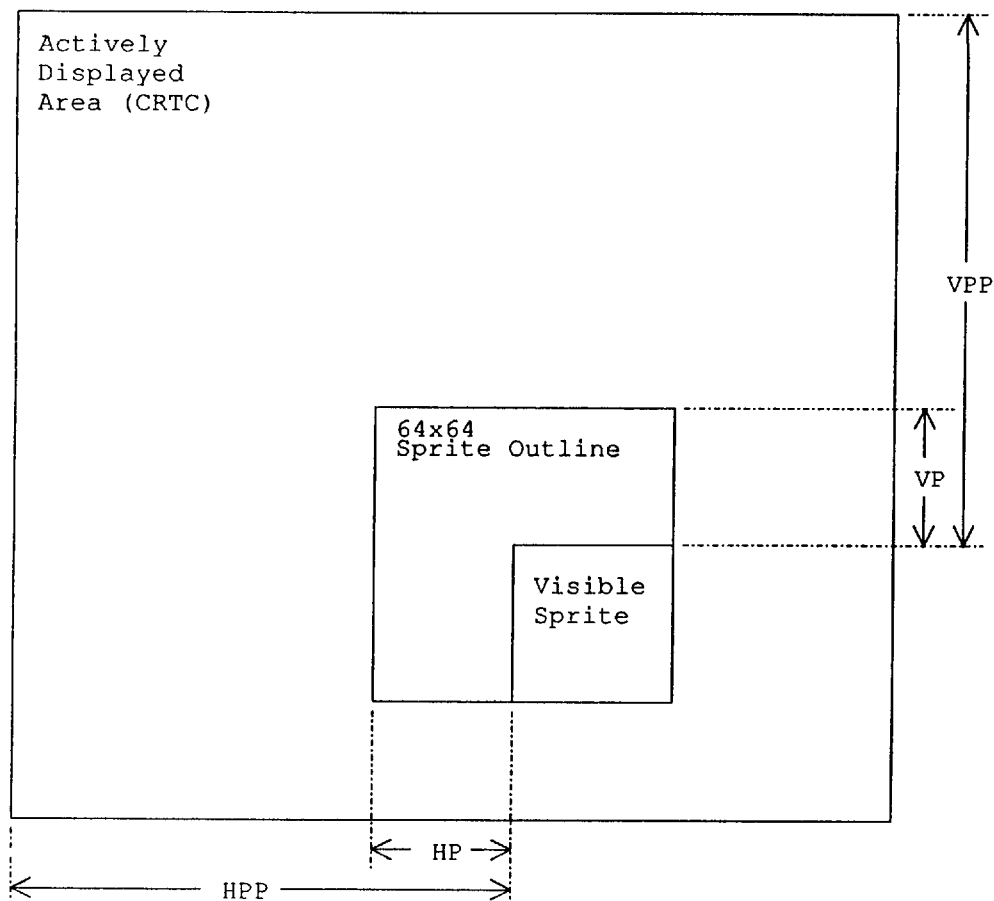 Actively
Displayed
Area (CRTC)
VPP
64x64
Sprite Outline
VP
Visible
Sprite
HP
HPP